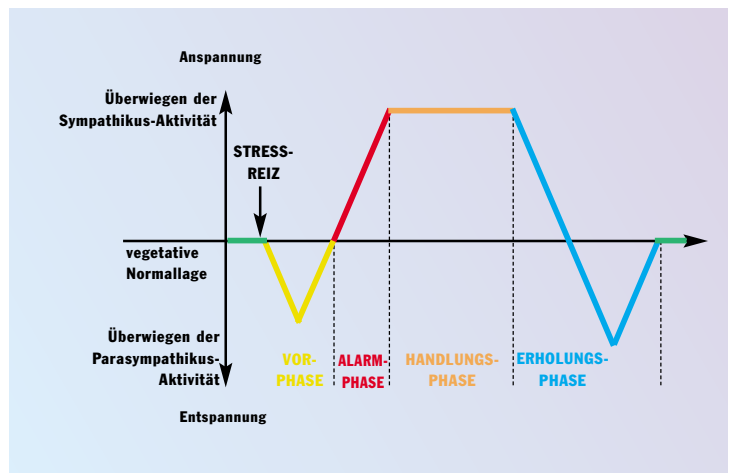 Anspannung
Überwiegen der
Sympathikus-Aktivität
STRESS-
REIZ
vegetative
Normallage
Überwiegen der
Parasympathikus-
Aktivität
Entspannung
VOR-
PHASE
ALARM-
PHASE
HANDLUNGS-
PHASE
ERHOLUNGS-
PHASE